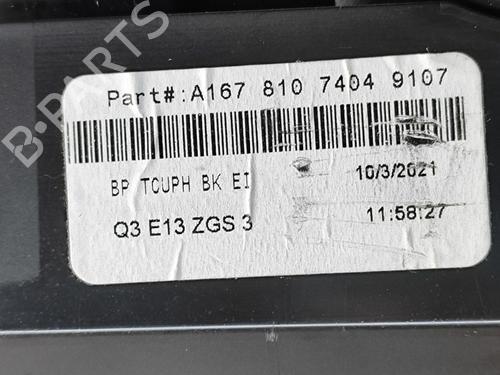 B-PARTS
Part#:A167 810 7404 9107
BP TCUPH BK EI 10/3/2021
Q3 E13 ZGS 3 11:58:27